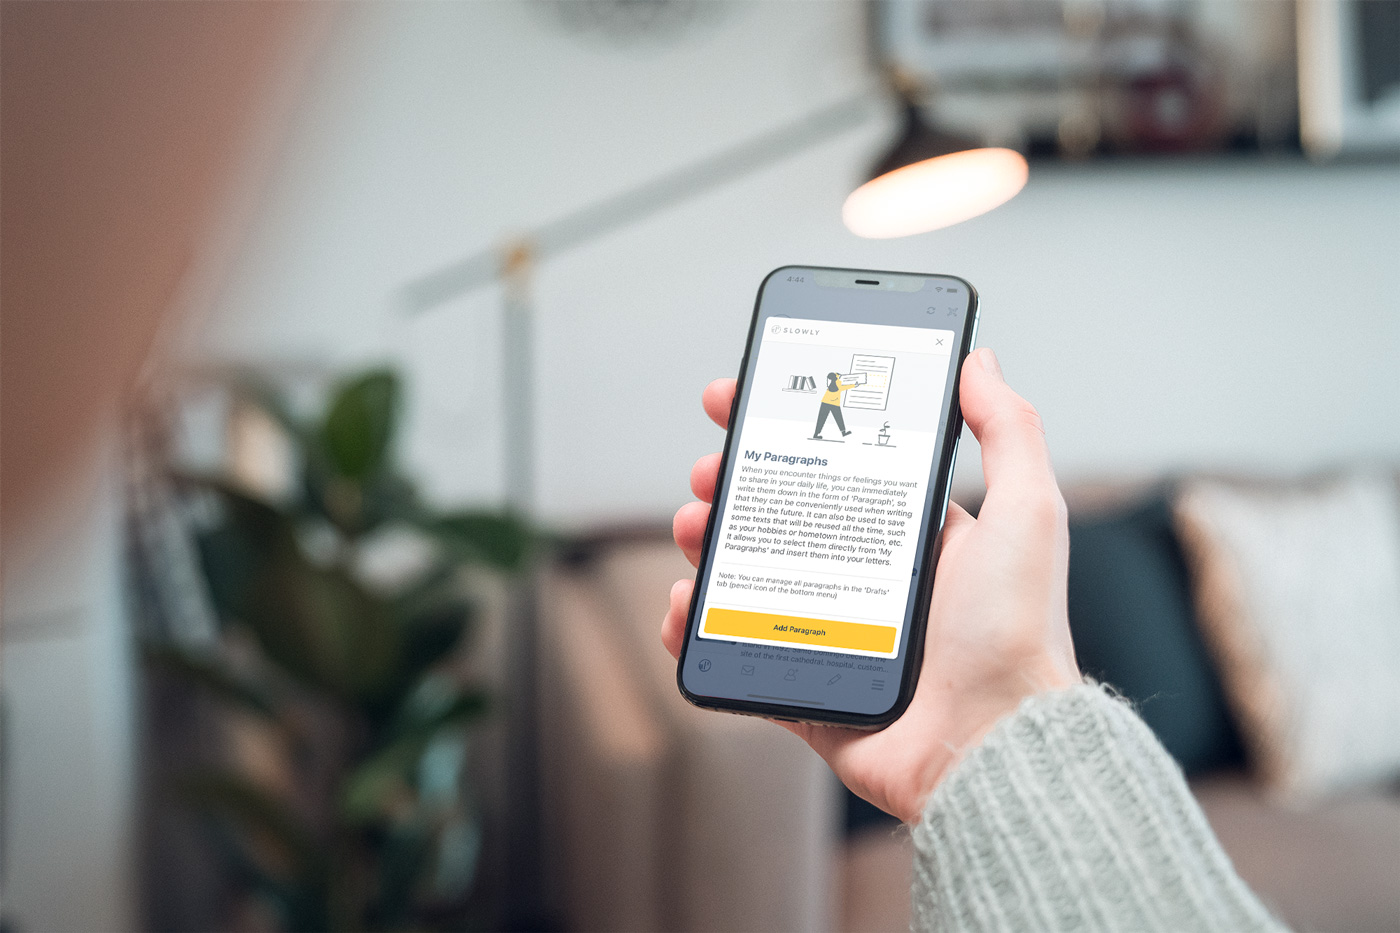 4:44
SLOWLY
My Paragraphs
When you encounter things or feelings you want
to share in your daily life, you can immediately
write them down in the form of 'Paragraph', so
that they can be conveniently used when writing
letters in the future. It can also be used to save
some texts that will be reused all the time, such
as your hobbies or hometown introduction, etc.
It allows you to select them directly from 'My
Paragraphs' and insert them into your letters.
Note: You can manage all paragraphs in the 'Drafts'
tab (pencil icon of the bottom menu)
Add Paragraph
site of the first cathedral, hospital, custom...